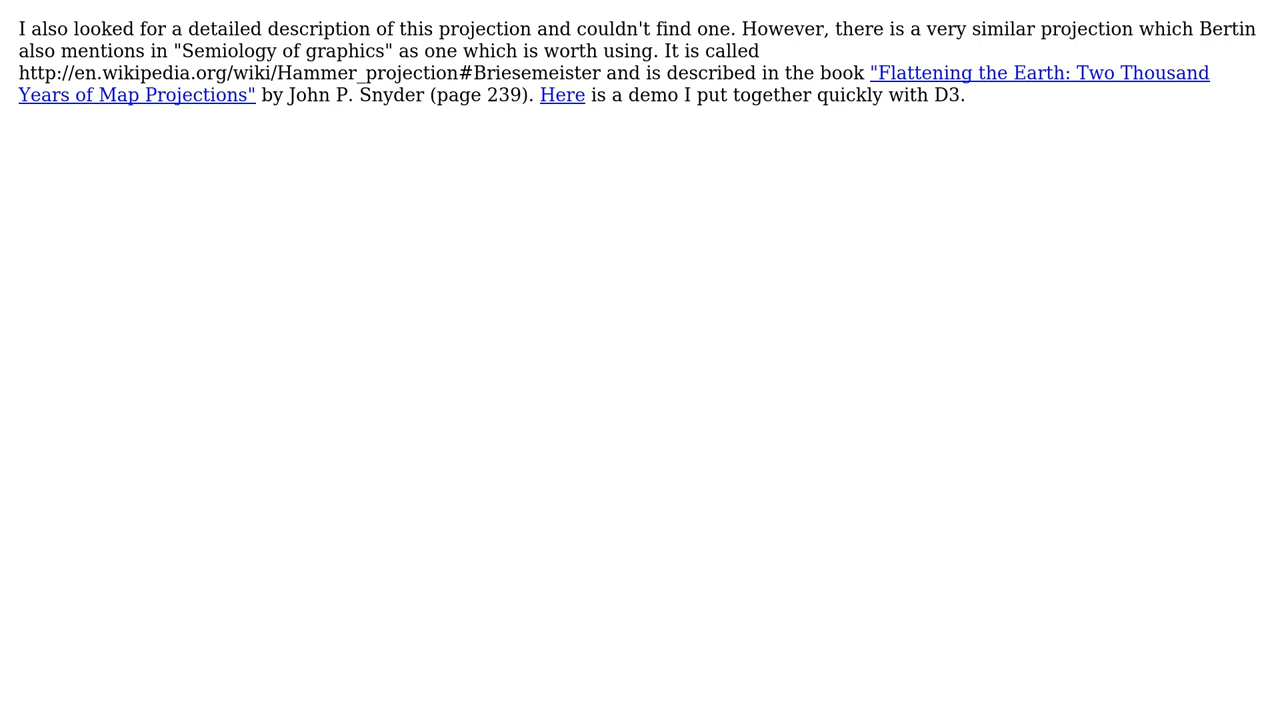 I also looked for a detailed description of this projection and couldn't find one. However, there is a very similar projection which Bertin
also mentions in "Semiology of graphics" as one which is worth using. It is called
http://en.wikipedia.org/wiki/Hammer_projection#Briesemeister and is described in the book "Flattening the Earth: Two Thousand
Years of Map Projections" by John P. Snyder (page 239). Here is a demo I put together quickly with D3.